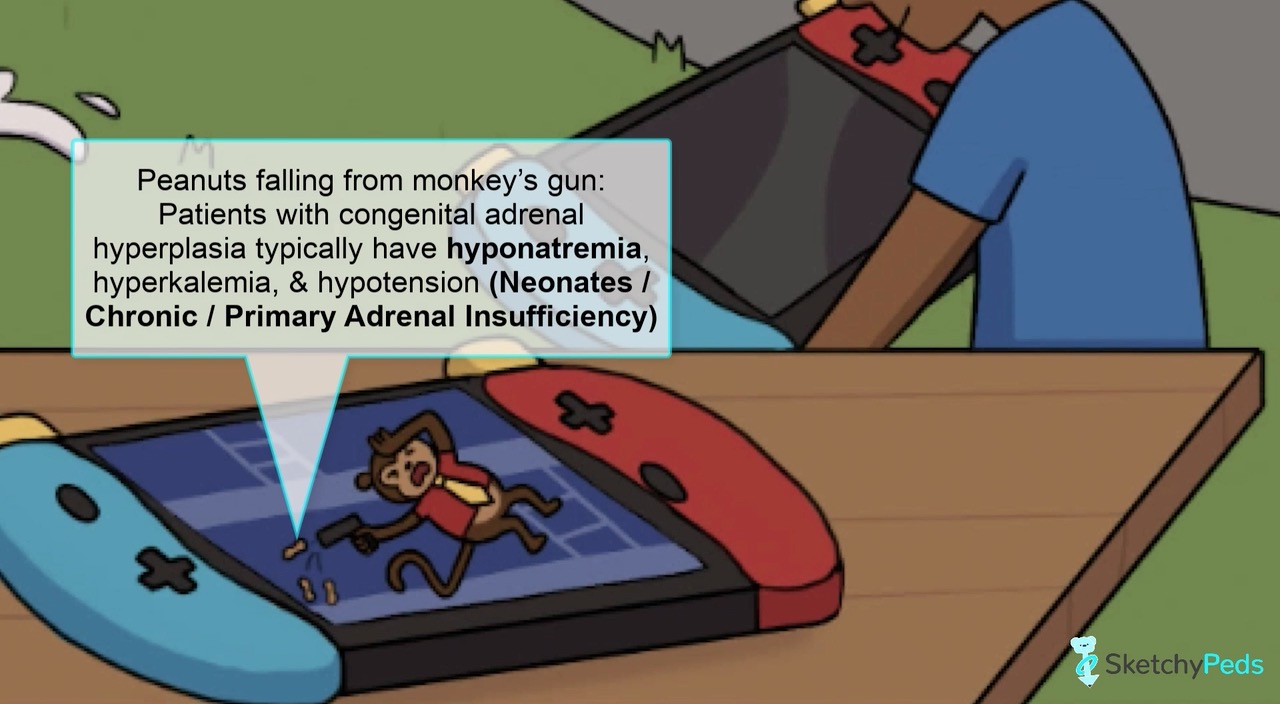 Peanuts falling from monkey’s gun:
Patients with congenital adrenal
hyperplasia typically have hyponatremia,
hyperkalemia, & hypotension (Neonates /
Chronic / Primary Adrenal Insufficiency)
SketchyPeds